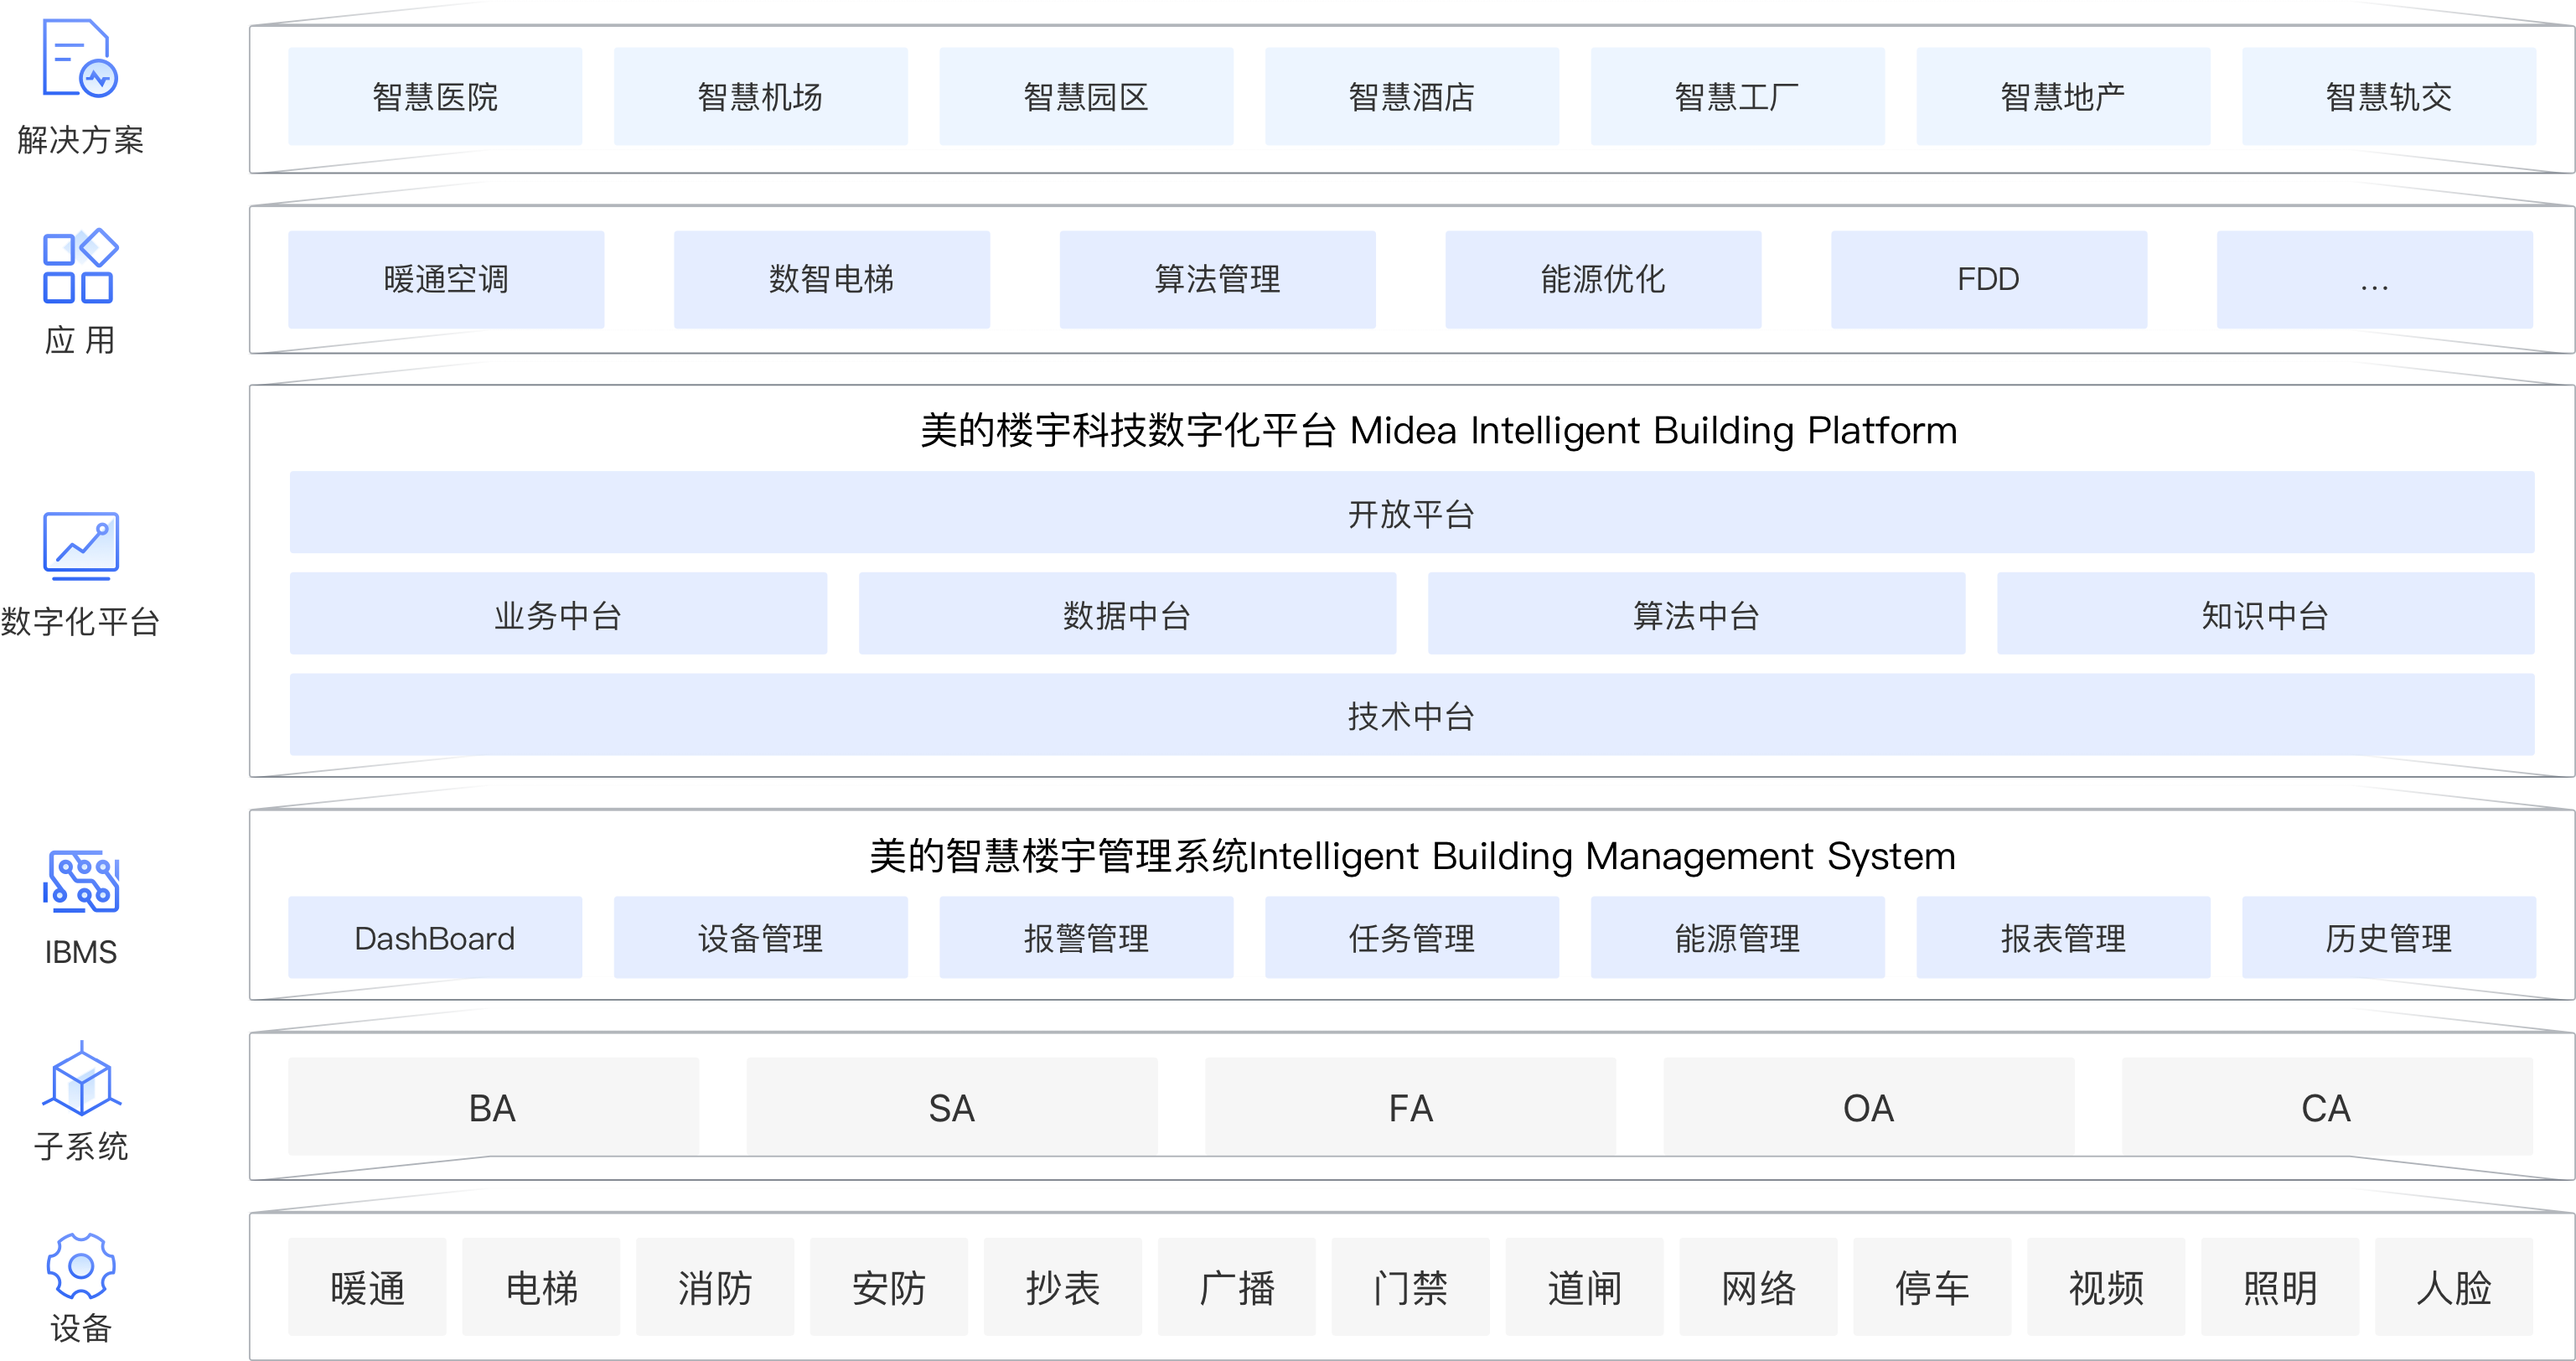 解决方案
智慧医院 智慧机场 智慧园区 智慧酒店 智慧工厂 智慧地产 智慧轨交
应 用
暖通空调 数智电梯 算法管理 能源优化 FDD ...
数字化平台
美的楼宇科技数字化平台 Midea Intelligent Building Platform
开放平台
业务中台 数据中台 算法中台 知识中台
技术中台
IBMS
美的智慧楼宇管理系统Intelligent Building Management System
DashBoard 设备管理 报警管理 任务管理 能源管理 报表管理 历史管理
子系统
BA SA FA OA CA
设备
暖通 电梯 消防 安防 抄表 广播 门禁 道闸 网络 停车 视频 照明 人脸